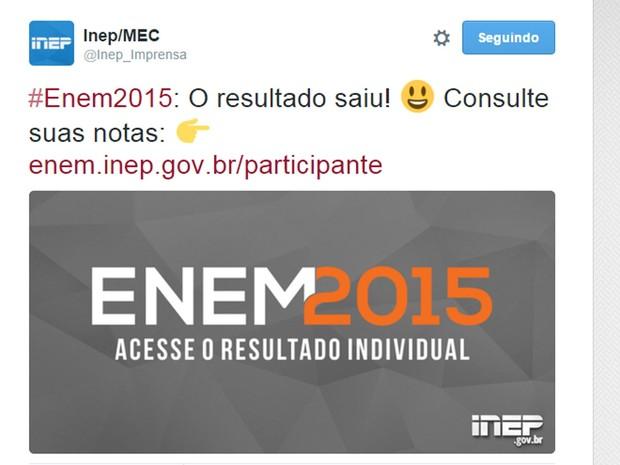 inep
Inep/MEC
@Inep_Imprensa
Seguindo
#Enem2015: O resultado saiu! 😃 Consulte
suas notas: 👉
enem.inep.gov.br/participante
ENEM2015
ACESSE O RESULTADO INDIVIDUAL
inep
.gov.br